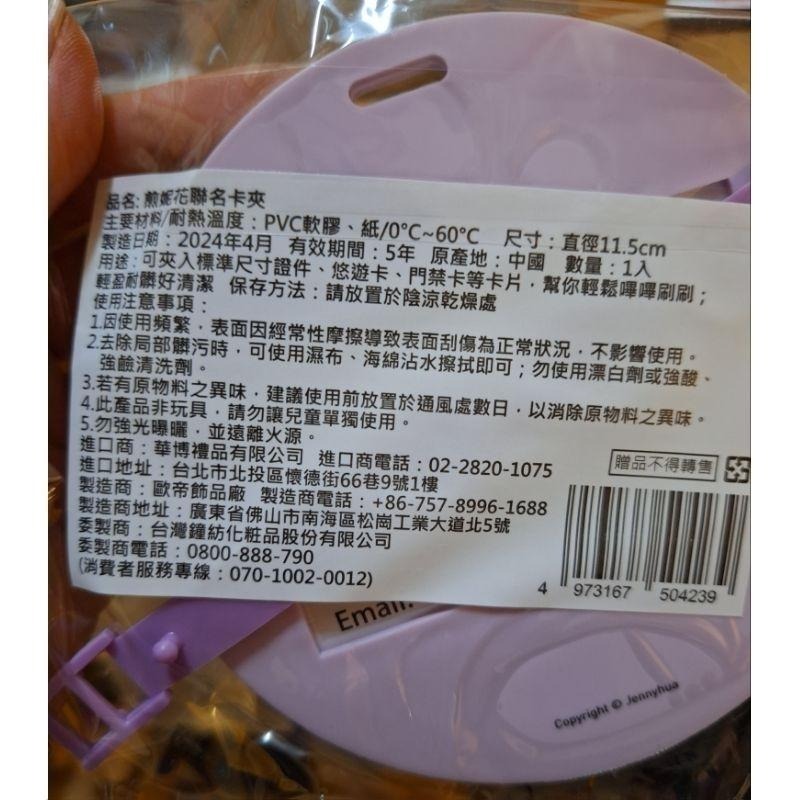 品名:煎妮花聯名卡夾
主要材料/耐熱溫度：PVC軟膠、紙/0°C~60°C 尺寸：直徑11.5cm
製造日期：2024年4月 有效期間：5年 原產地：中國 數量：1入
用途：可夾入標準尺寸證件、悠遊卡、門禁卡等卡片，幫你輕鬆嗶嗶刷刷；
輕盈耐髒好清潔 保存方法：請放置於陰涼乾燥處
使用注意事項：
1.因使用頻繁，表面因經常性摩擦導致表面刮傷為正常狀況，不影響使用。
2.去除局部髒污時，可使用濕布、海綿沾水擦拭即可；勿使用漂白劑或強酸、
強鹼清洗劑。
3.若有原物料之異味，建議使用前放置於通風處數日，以消除原物料之異味。
4.此產品非玩具，請勿讓兒童單獨使用。
5.勿強光曝曬，並遠離火源。
進口商：華博禮品有限公司 進口商電話：02-2820-1075
進口地址：台北市北投區懷德街66巷9號1樓
製造商：歐帝飾品廠 製造商電話：+86-757-8996-1688
製造商地址：廣東省佛山市南海區松崗工業大道北5號
委製商：台灣鐘紡化粧品股份有限公司
委製商電話：0800-888-790
(消費者服務專線：070-1002-0012)
贈品不得轉售
4 973167 504239
Email:
Copyright © Jennyhua